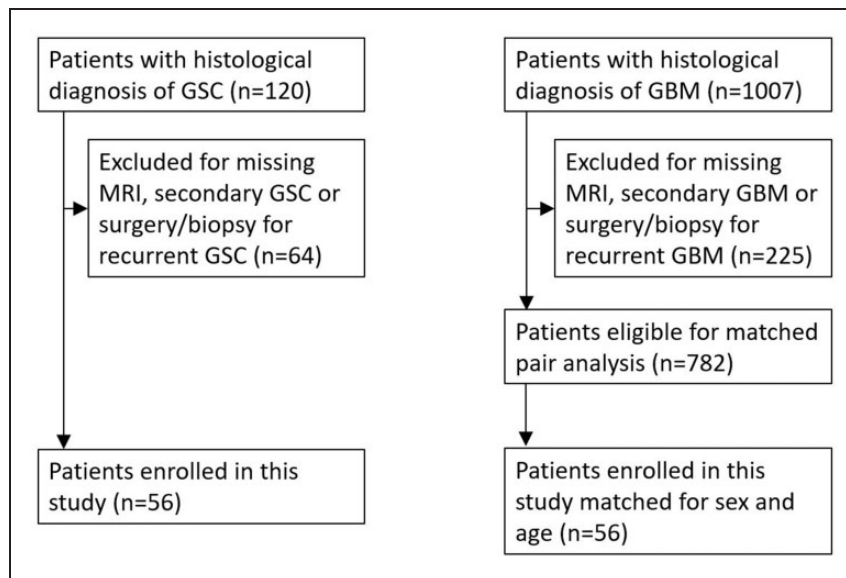 Patients with histological
diagnosis of GSC (n=120)
Excluded for missing
MRI, secondary GSC or
surgery/biopsy for
recurrent GSC (n=64)
Patients enrolled in this
study (n=56)
Patients with histological
diagnosis of GBM (n=1007)
Excluded for missing
MRI, secondary GBM or
surgery/biopsy for
recurrent GBM (n=225)
Patients eligible for matched
pair analysis (n=782)
Patients enrolled in this
study matched for sex and
age (n=56)